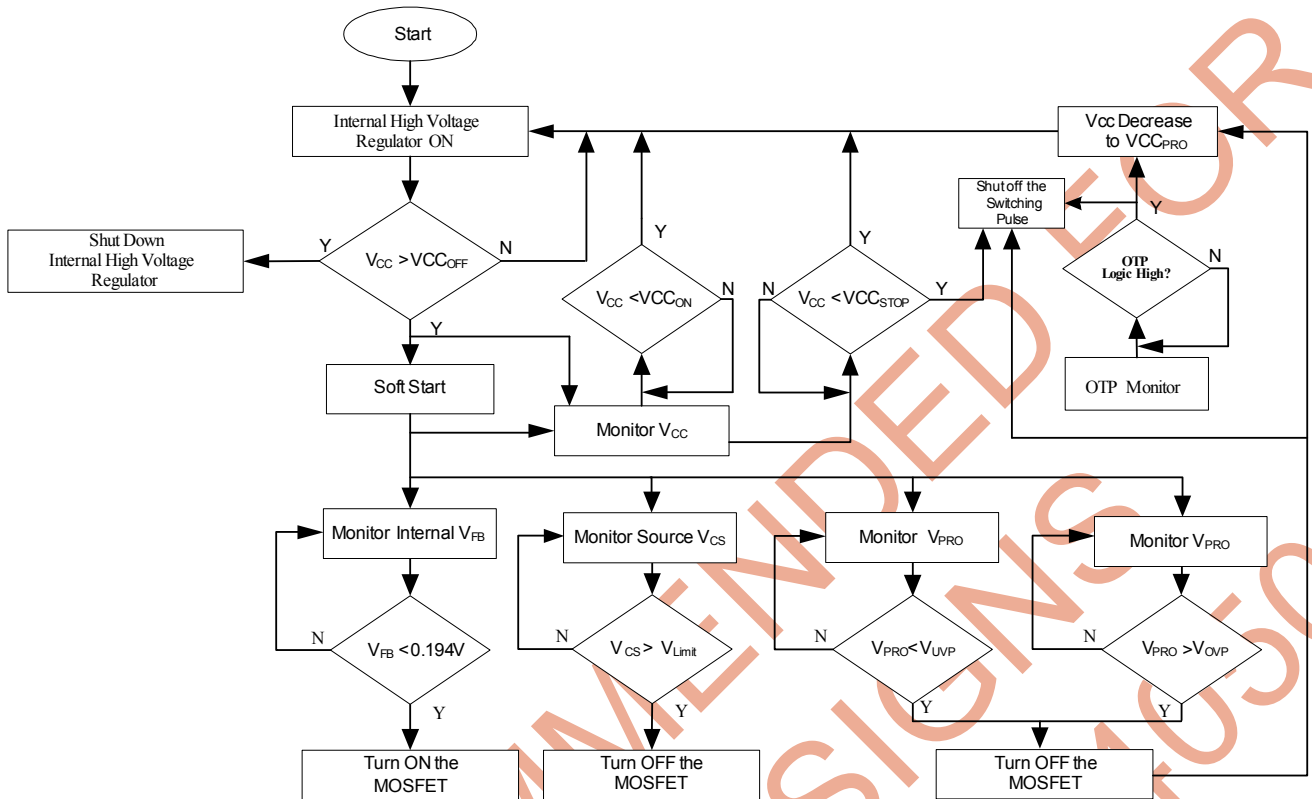 Start
Internal High Voltage
Regulator ON
Vcc Decrease
to VCCPRO
Shut off the
Switching
Pulse
Y
Shut Down
Internal High Voltage
Regulator
Y
VCC >VCCOFF
N
Y
VCC <VCCON
N
Y
N
VCC <VCCSTOP
Y
OTP
Logic High?
N
Y
Soft Start
OTP Monitor
Monitor VCC
Monitor Internal VFB
Monitor Source VCS
Monitor VPRO
Monitor VPRO
N
VFB <0.194V
Y
N
VCS > VLimit
Y
N
VPRO<VUVP
Y
N
VPRO >VOVP
Y
Turn ON the
MOSFET
Turn OFF the
MOSFET
Turn OFF the
MOSFET
MMENDED FOR
SIGNS